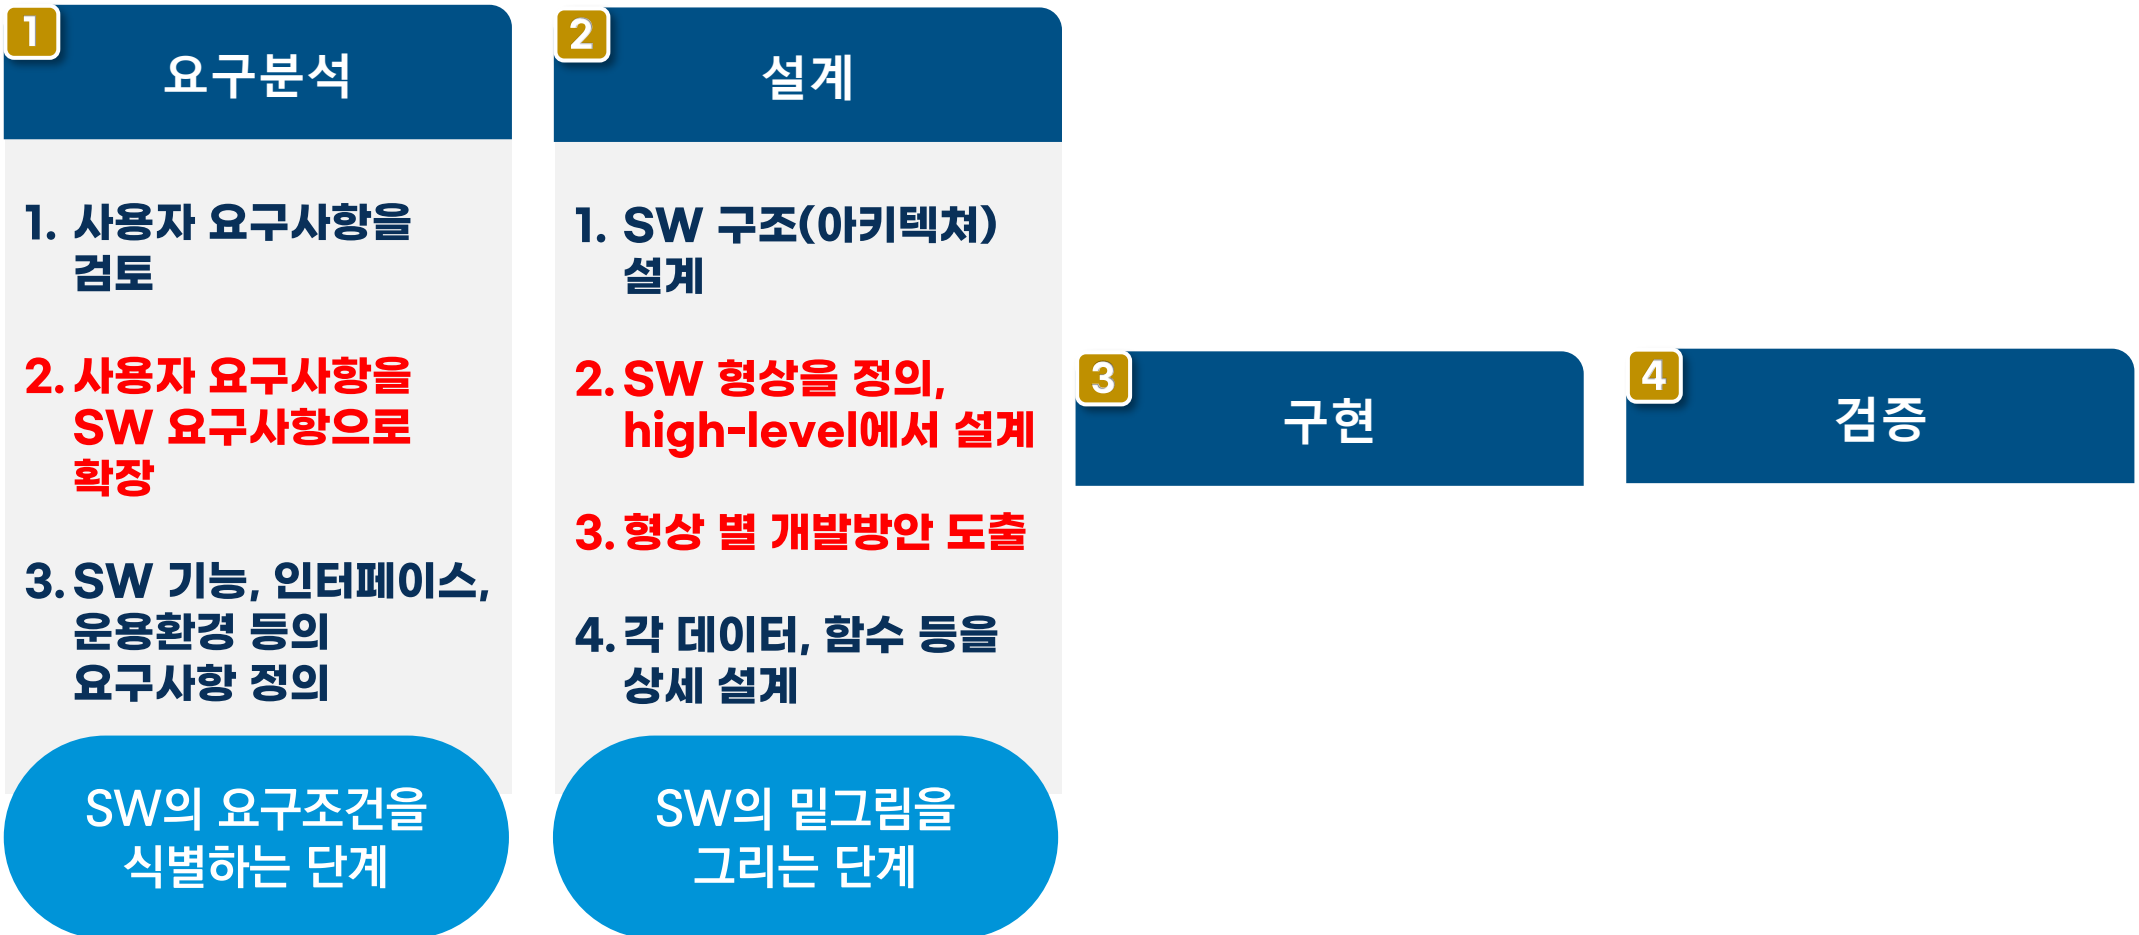 1
요구분석
1. 사용자 요구사항을
검토
2. 사용자 요구사항을
SW 요구사항으로
확장
3. SW 기능, 인터페이스,
운용환경 등의
요구사항 정의
SW의 요구조건을
식별하는 단계
2
설계
1. SW 구조(아키텍쳐)
설계
2. SW 형상을 정의,
high-level에서 설계
3. 형상 별 개발방안 도출
4. 각 데이터, 함수 등을
상세 설계
SW의 밑그림을
그리는 단계
3
구현
4
검증